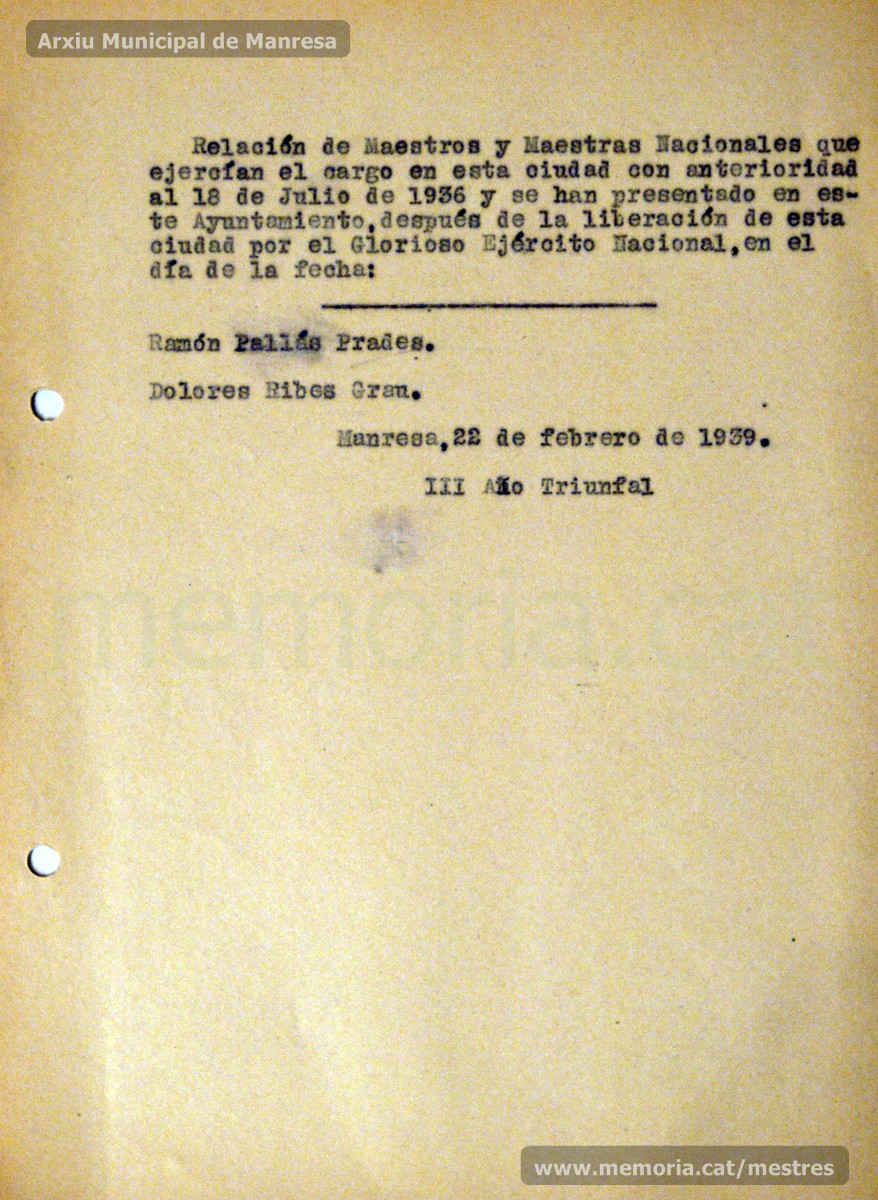 Arxiu Municipal de Manresa
Relación de Maestros y Maestras Nacionales que
ejercían el cargo en esta ciudad con anterioridad
al 18 de Julio de 1936 y se han presentado en es-
te Ayuntamiento,después de la liberación de esta
ciudad por el Glorioso Ejército Nacional,en el
día de la fecha:
Ramón Pallás Prades.
Dolores Ribes Grau.
Manresa,22 de febrero de 1939.
III Año Triunfal
memoria.cat
www.memoria.cat/mestres